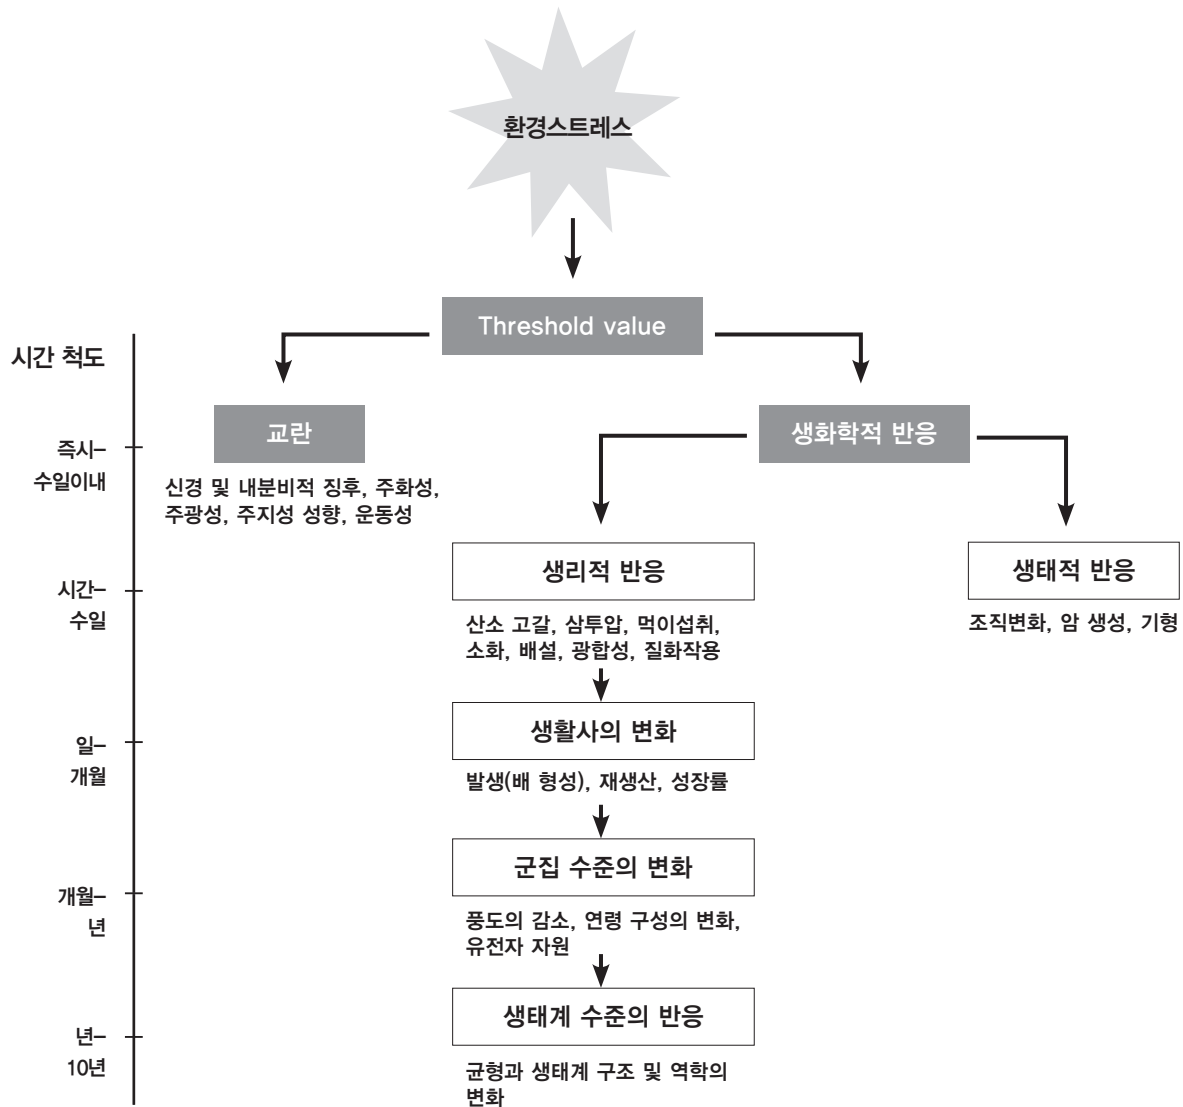 환경스트레스
Threshold value
시간 척도
교란
생화학적 반응
즉시-
수일이내
신경 및 내분비적 징후, 주화성,
주광성, 주지성 성향, 운동성
생리적 반응
생태적 반응
시간-
수일
산소 고갈, 삼투압, 먹이섭취,
소화, 배설, 광합성, 질화작용
조직변화, 암 생성, 기형
생활사의 변화
일-
개월
발생(배 형성), 재생산, 성장률
군집 수준의 변화
개월-
년
풍도의 감소, 연령 구성의 변화,
유전자 자원
생태계 수준의 반응
년-
10년
균형과 생태계 구조 및 역학의
변화